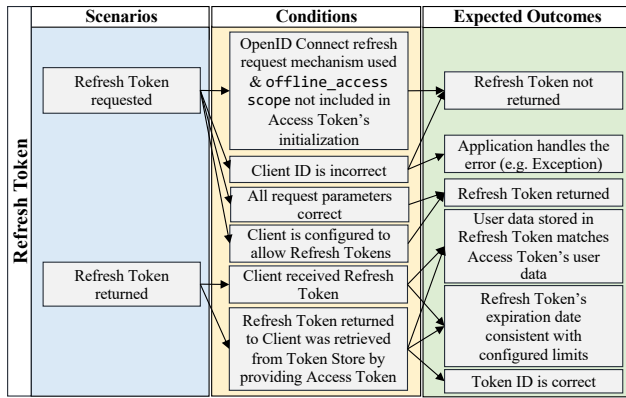 Scenarios
Conditions
Expected Outcomes
Refresh Token
Refresh Token
requested
Refresh Token
returned
OpenID Connect refresh
request mechanism used
& offline_access
scope not included in
Access Token's
initialization
Client ID is incorrect
All request parameters
correct
Client is configured to
allow Refresh Tokens
Client received Refresh
Token
Refresh Token returned
to Client was retrieved
from Token Store by
providing Access Token
Refresh Token not
returned
Application handles the
error (e.g. Exception)
Refresh Token returned
User data stored in
Refresh Token matches
Access Token's user
data
Refresh Token's
expiration date
consistent with
configured limits
Token ID is correct